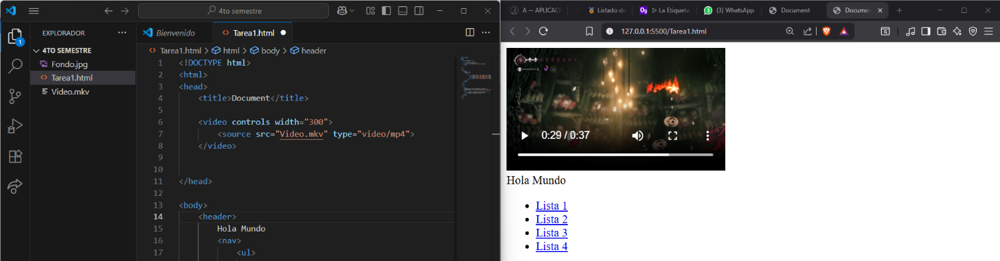 4to semestre
EXPLORADOR
Bienvenido
Tarea1.html
4TO SEMESTRE
Fondo.jpg
Tarea1.html
Video.mkv
1
Tarea1.html > html > body > header
1 <!DOCTYPE html>
2 <html>
3 <head>
4 <title>Document</title>
5
6 <video controls width="300">
7 <source src="Video.mkv" type="video/mp4">
8 </video>
9
10
11 </head>
12
13 <body>
14 <header>
15 Hola Mundo
16 <nav>
17 <ul>
A -- APLICACI
Listado de
Og ▷ La Etiqueta
(3) WhatsApp
Document
Documen
127.0.0.1:5500/Tarea1.html
0:29 / 0:37
Hola Mundo
• Lista 1
• Lista 2
• Lista 3
• Lista 4